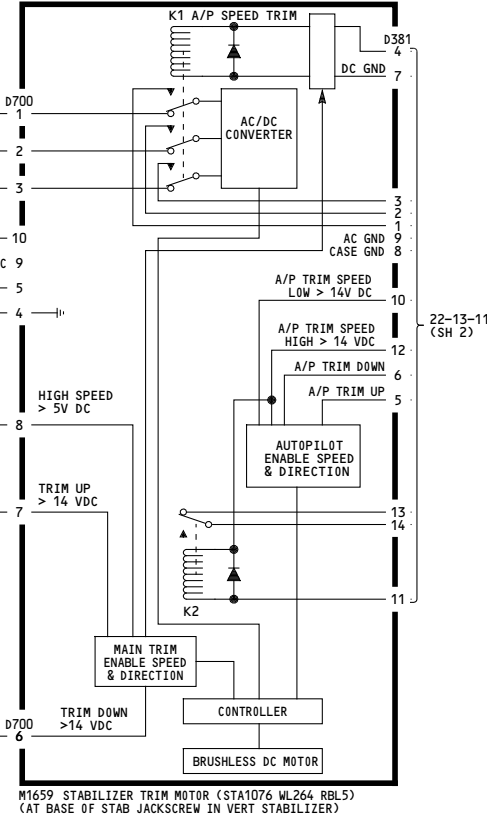 K1 A/P SPEED TRIM
D381
4
DC GND 7
D700
1
AC/DC
CONVERTER
2
3
3
2
1
10
AC GND 9
CASE GND 8
C 9
5
A/P TRIM SPEED
LOW > 14V DC
10
4
22-13-11
(SH 2)
A/P TRIM SPEED
HIGH > 14 VDC
12
A/P TRIM DOWN
6
A/P TRIM UP
5
HIGH SPEED
> 5V DC
8
AUTOPILOT
ENABLE SPEED
& DIRECTION
TRIM UP
> 14 VDC
7
13
14
11
K2
MAIN TRIM
ENABLE SPEED
& DIRECTION
TRIM DOWN
>14 VDC
D700
6
CONTROLLER
BRUSHLESS DC MOTOR
M1659 STABILIZER TRIM MOTOR (STA1076 WL264 RBL5)
(AT BASE OF STAB JACKSCREW IN VERT STABILIZER)